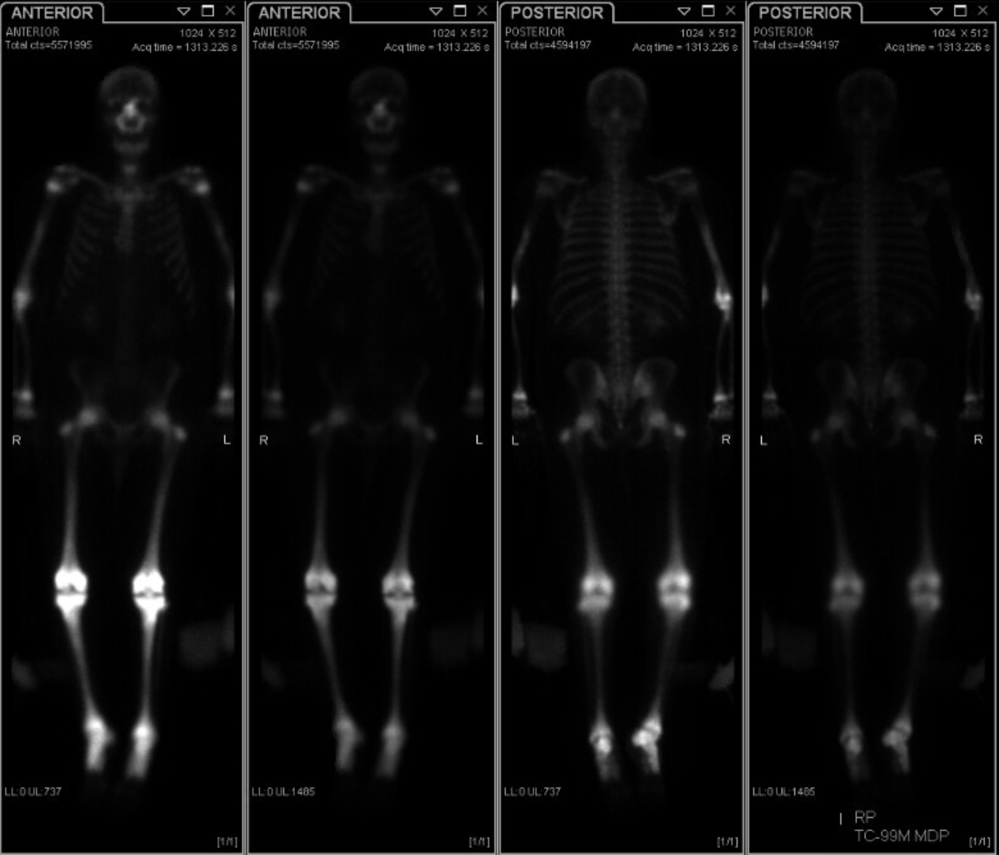 ANTERIOR
ANTERIOR
1024 X 512
Total cts=5571995
Acq time = 1313.226 s
R
L
LL:0 UL:737
[1/1]
ANTERIOR
ANTERIOR
1024 X 512
Total cts=5571995
Acq time = 1313.226 s
R
L
LL:0 UL:1485
[1/1]
POSTERIOR
POSTERIOR
1024 X 512
Total cts=4594197
Acq time = 1313.226 s
L
R
LL:0 UL:737
[1/1]
POSTERIOR
POSTERIOR
1024 X 512
Total cts=4594197
Acq time = 1313.226 s
L
R
LL:0 UL:1485
RP
TC-99M MDP
[1/1]